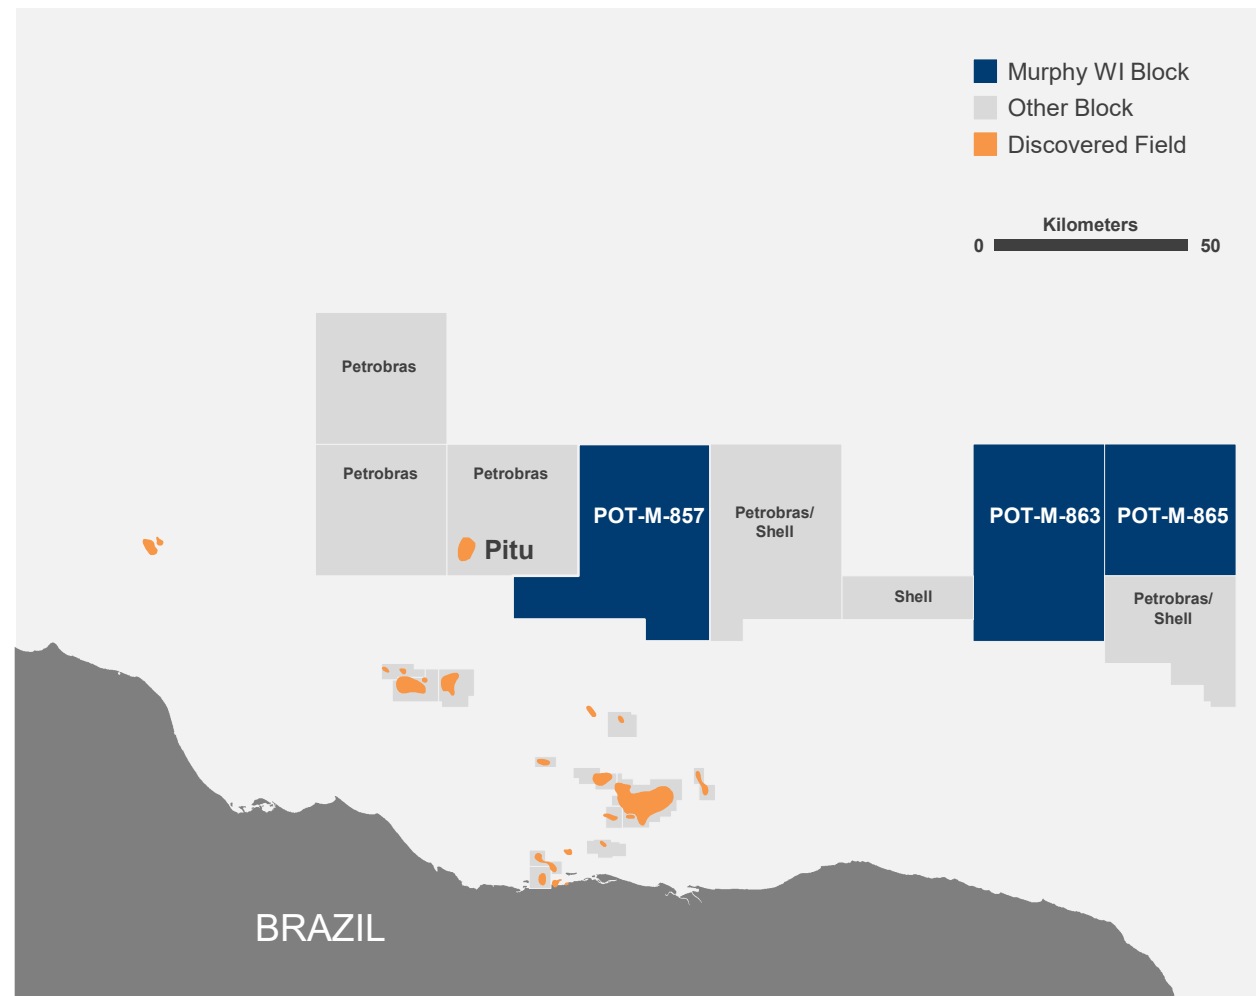 Murphy WI Block
Other Block
Discovered Field
Kilometers
0 50
Petrobras
Petrobras
Petrobras
POT-M-857
Petrobras/
Shell
POT-M-863
POT-M-865
Pitu
Shell
Petrobras/
Shell
BRAZIL